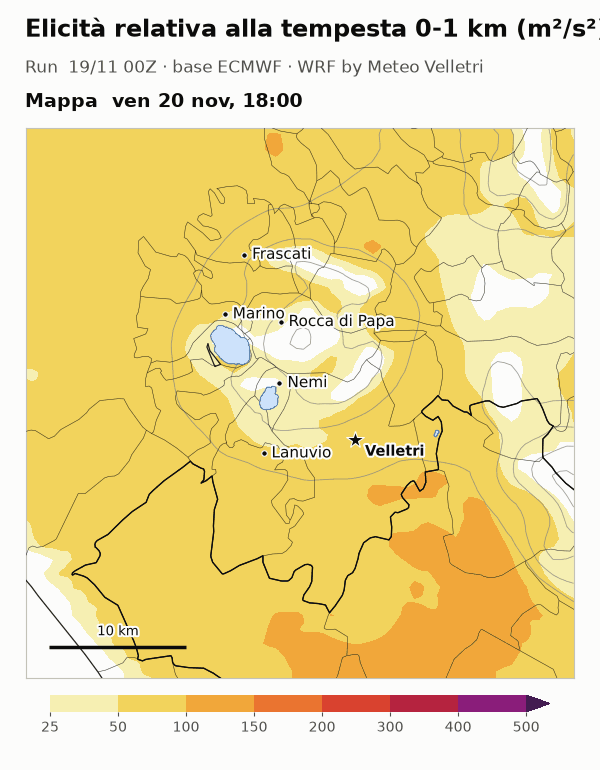 Elicità relativa alla tempesta 0-1 km (m²/s²)
Run 19/11 00Z · base ECMWF · WRF by Meteo Velletri
Mappa ven 20 nov, 18:00
Frascati
Marino
Rocca di Papa
Nemi
Velletri
Lanuvio
10 km
25 50 100 150 200 300 400 500